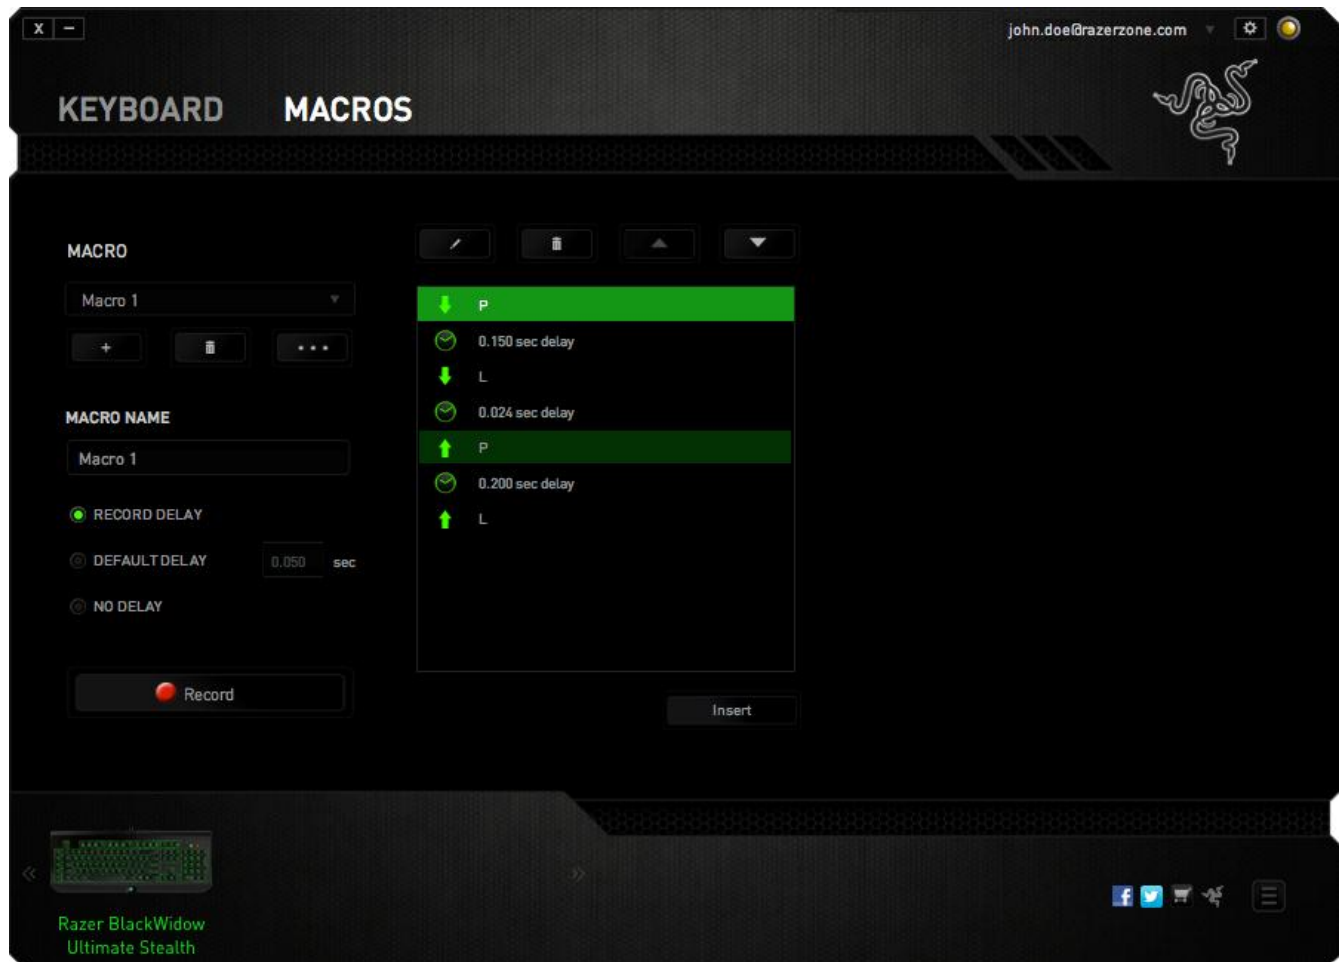 X –
john.doe@razerzone.com
KEYBOARD MACROS
MACRO
Macro 1
+
MACRO NAME
Macro 1
RECORD DELAY
DEFAULT DELAY 0.050 sec
NO DELAY
Record
P
0.150 sec delay
L
0.024 sec delay
P
0.200 sec delay
L
Insert
Razer BlackWidow
Ultimate Stealth